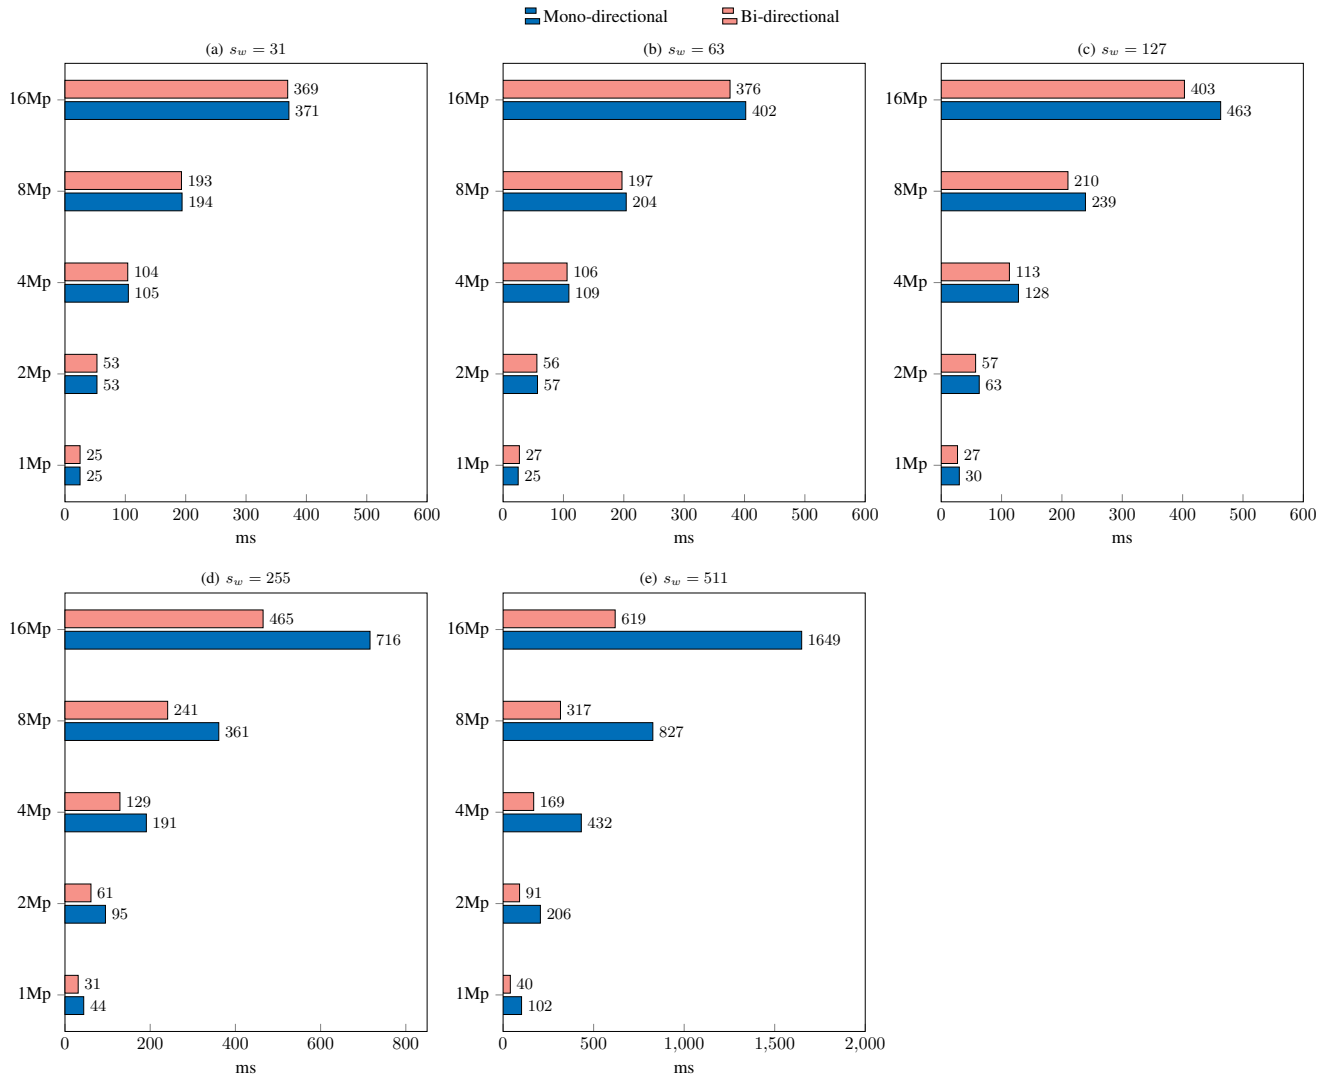 Mono-directional Bi-directional
(a) s_w = 31
16Mp 369
371
8Mp 193
194
4Mp 104
105
2Mp 53
53
1Mp 25
25
0 100 200 300 400 500 600
ms
(b) s_w = 63
16Mp 376
402
8Mp 197
204
4Mp 106
109
2Mp 56
57
1Mp 27
25
0 100 200 300 400 500 600
ms
(c) s_w = 127
16Mp 403
463
8Mp 210
239
4Mp 113
128
2Mp 57
63
1Mp 27
30
0 100 200 300 400 500 600
ms
(d) s_w = 255
16Mp 465
716
8Mp 241
361
4Mp 129
191
2Mp 61
95
1Mp 31
44
0 200 400 600 800
ms
(e) s_w = 511
16Mp 619
1649
8Mp 317
827
4Mp 169
432
2Mp 91
206
1Mp 40
102
0 500 1,000 1,500 2,000
ms